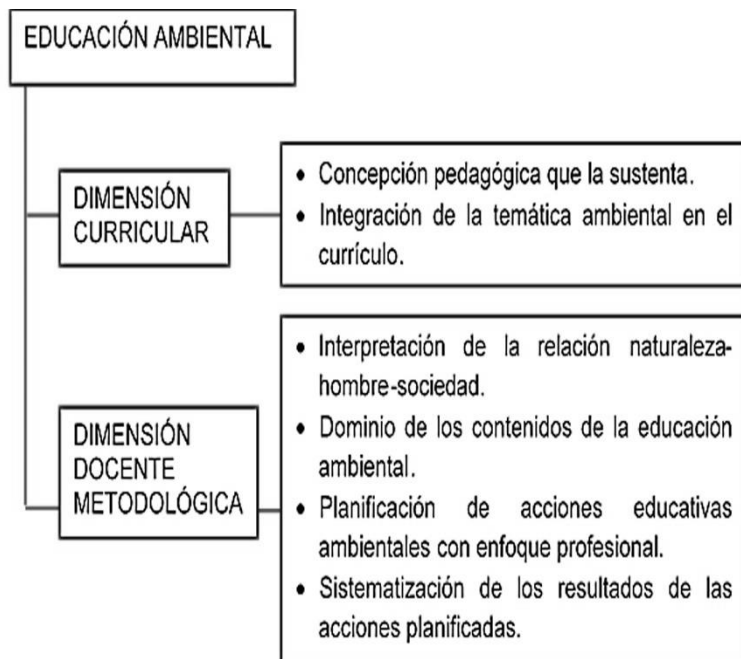 EDUCACIÓN AMBIENTAL
DIMENSIÓN
CURRICULAR
• Concepción pedagógica que la sustenta.
• Integración de la temática ambiental en el
currículo.
DIMENSIÓN
DOCENTE
METODOLÓGICA
• Interpretación de la relación naturaleza-
hombre-sociedad.
• Dominio de los contenidos de la educación
ambiental.
• Planificación de acciones educativas
ambientales con enfoque profesional.
• Sistematización de los resultados de las
acciones planificadas.